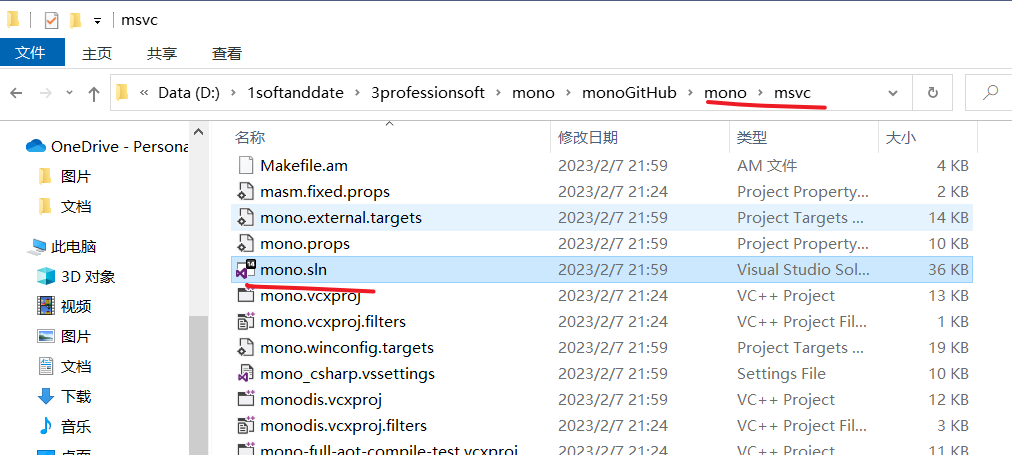 msvc
文件 主页 共享 查看
« Data (D:) > 1softanddate > 3professionsoft > mono > monoGitHub > mono > msvc
名称 修改日期 类型 大小
OneDrive - Persona
图片
文档
此电脑
3D 对象
视频
图片
文档
下载
音乐
桌面
Makefile.am 2023/2/7 21:59 AM 文件 4 KB
masm.fixed.props 2023/2/7 21:24 Project Property... 2 KB
mono.external.targets 2023/2/7 21:59 Project Targets ... 14 KB
mono.props 2023/2/7 21:59 Project Property... 10 KB
14
mono.sln 2023/2/7 21:59 Visual Studio Sol... 36 KB
mono.vcxproj 2023/2/7 21:24 VC++ Project 13 KB
mono.vcxproj.filters 2023/2/7 21:24 VC++ Project Fil... 1 KB
mono.winconfig.targets 2023/2/7 21:59 Project Targets ... 19 KB
mono_csharp.vssettings 2023/2/7 21:59 Settings File 10 KB
monodis.vcxproj 2023/2/7 21:59 VC++ Project 12 KB
monodis.vcxproj.filters 2023/2/7 21:59 VC++ Project Fil... 3 KB
mono-full-aot-compile-test.vcxproj 2023/2/7 21:24 VC++ Project 11 KB